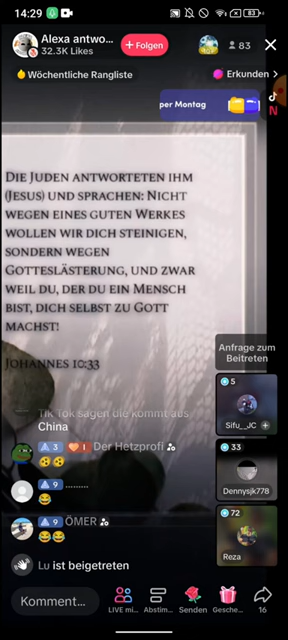 14:29
83%
Alexa antwo...
32.3K Likes
+ Folgen
83
Wöchentliche Rangliste
Erkunden >
per Montag
N
Die Juden antworteten ihm
(Jesus) und sprachen: Nicht
wegen eines guten Werkes
wollen wir dich steinigen,
sondern wegen
Gotteslästerung, und zwar
weil du, der du ein Mensch
bist, dich selbst zu Gott
machst!
Johannes 10:33
Anfrage zum
Beitreten
5
Sifu_JC
Tik Tok sagen die kommt aus
China
3 1 Der Hetzprofi
33
Dennysjk778
9 .........
9 ÖMER
72
Reza
Lu ist beigetreten
Komment...
LIVE mi...
Abstim...
Senden
Gesche...
16